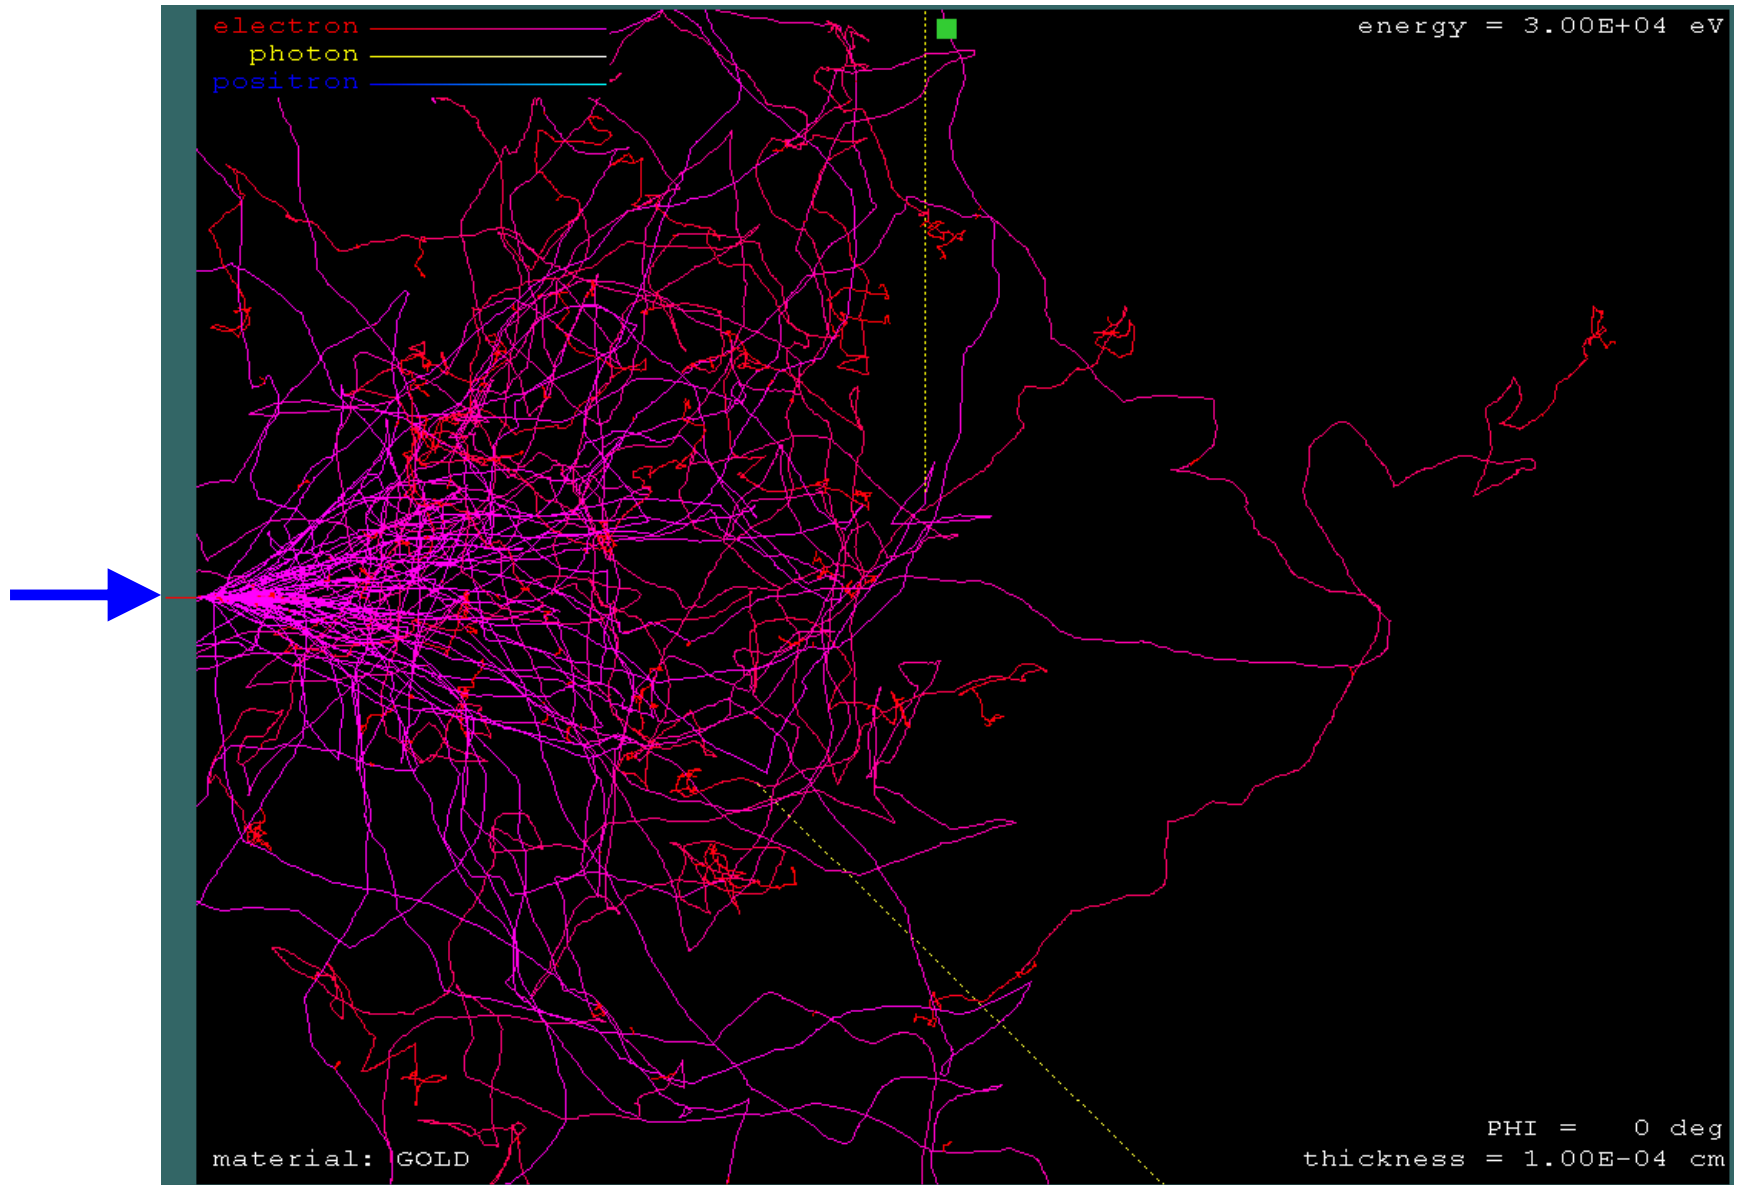 electron
photon
positron
energy = 3.00E+04 eV
material: GOLD
PHI = 0 deg
thickness = 1.00E-04 cm